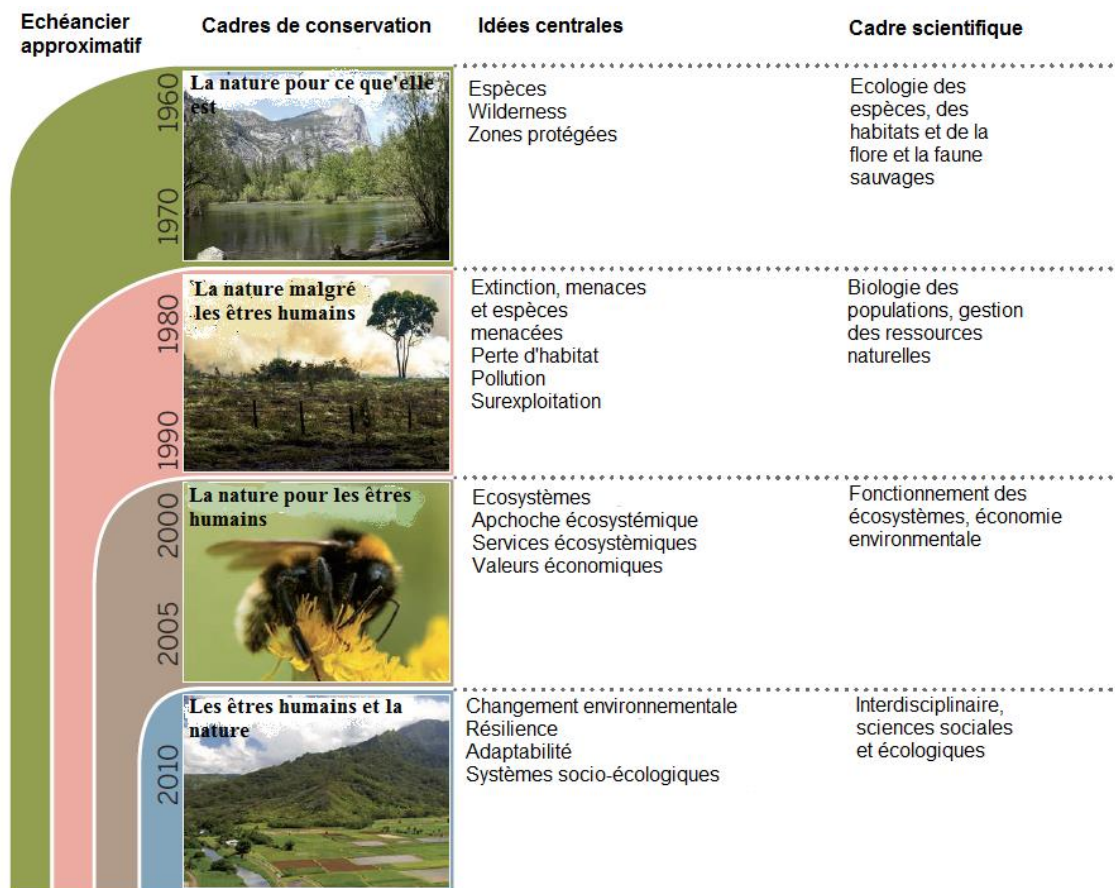 Echéancier
approximatif
Cadres de conservation
Idées centrales
Cadre scientifique
1960
1970
La nature pour ce que'elle
est
Espèces
Wilderness
Zones protégées
Ecologie des
espèces, des
habitats et de la
flore et la faune
sauvages
1980
1990
La nature malgré
les êtres humains
Extinction, menaces
et espèces
menacées
Perte d'habitat
Pollution
Surexploitation
Biologie des
populations, gestion
des ressources
naturelles
2000
2005
La nature pour les êtres
humains
Ecosystèmes
Apchoche écosystémique
Services écosystèmiques
Valeurs économiques
Fonctionnement des
écosystèmes, économie
environmentale
2010
Les êtres humains et la
nature
Changement environnementale
Résilience
Adaptabilité
Systèmes socio-écologiques
Interdisciplinaire,
sciences sociales
et écologiques